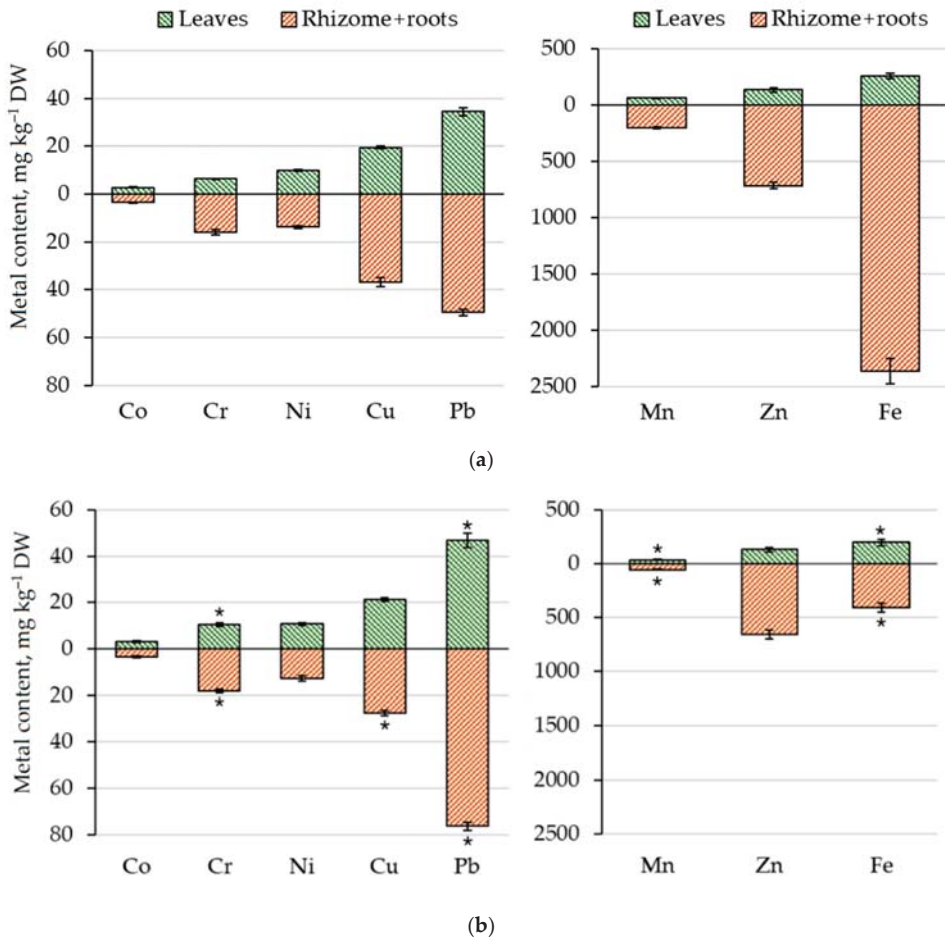 Leaves Rhizome+roots
Metal content, mg kg⁻¹ DW
60
40
20
0
20
40
60
80
Co Cr Ni Cu Pb
Leaves Rhizome+roots
500
0
500
1000
1500
2000
2500
Mn Zn Fe
(a)
Metal content, mg kg⁻¹ DW
60
40
20
0
20
40
60
80
* * * * *
Co Cr Ni Cu Pb
500
0
500
1000
1500
2000
2500
* * * *
Mn Zn Fe
(b)